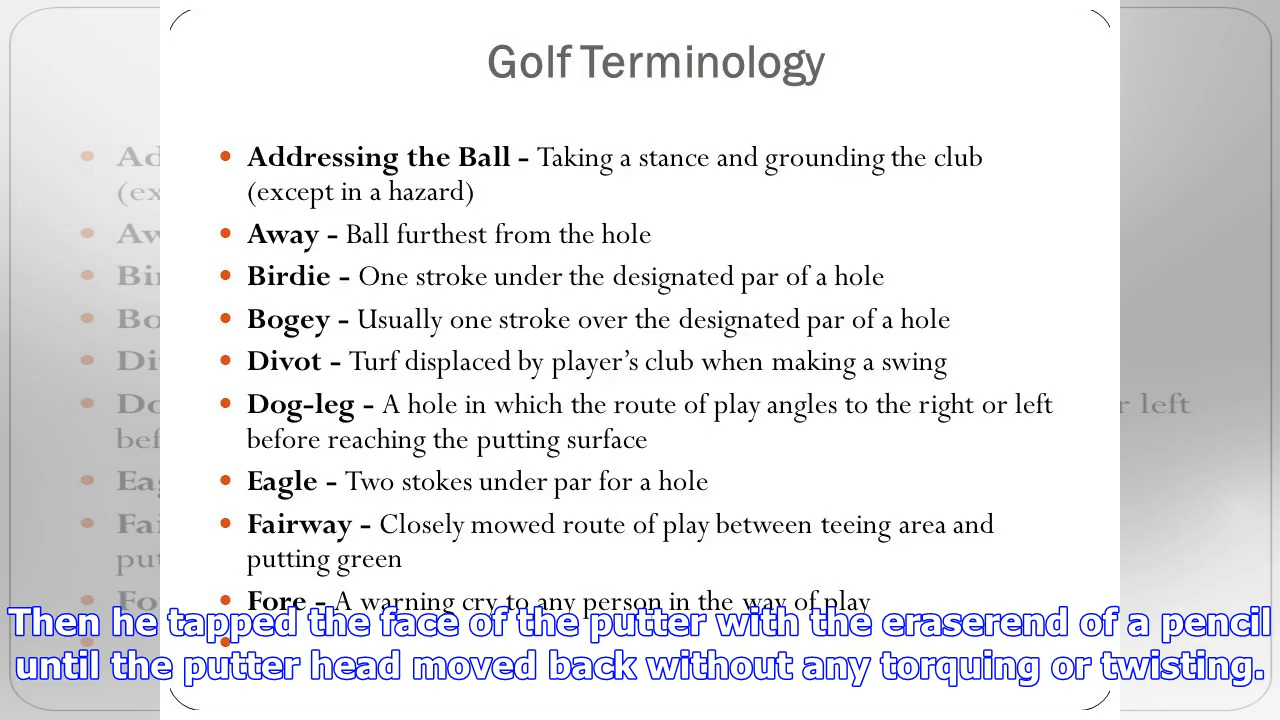 Golf Terminology
• Addressing the Ball - Taking a stance and grounding the club
(except in a hazard)
• Away - Ball furthest from the hole
• Birdie - One stroke under the designated par of a hole
• Bogey - Usually one stroke over the designated par of a hole
• Divot - Turf displaced by player's club when making a swing
• Dog-leg - A hole in which the route of play angles to the right or left
before reaching the putting surface
• Eagle - Two stokes under par for a hole
• Fairway - Closely mowed route of play between teeing area and
putting green
• Fore - A warning cry to any person in the way of play
Then he tapped the face of the putter with the eraserend of a pencil
until the putter head moved back without any torquing or twisting.